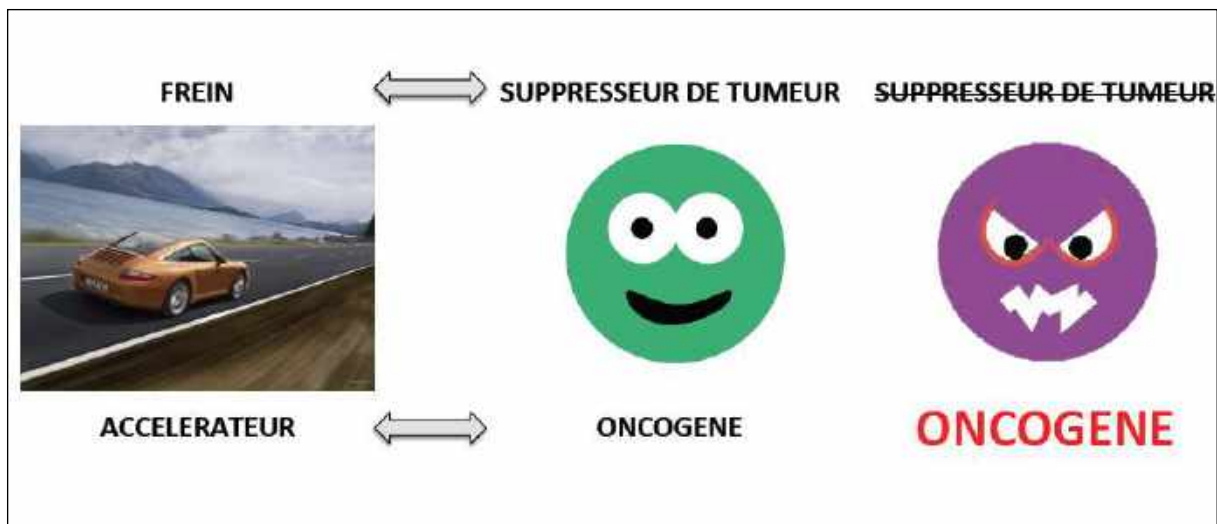 FREIN
SUPPRESSEUR DE TUMEUR
SUPPRESSEUR DE TUMEUR
ACCELERATEUR
ONCOGENE
ONCOGENE